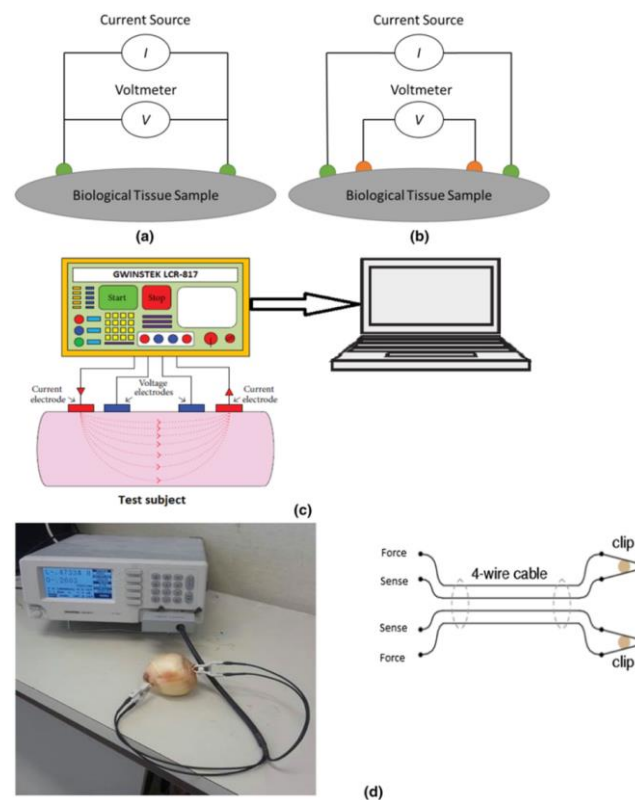 Current Source
I
Voltmeter
V
Biological Tissue Sample
(a)
Current Source
I
Voltmeter
V
Biological Tissue Sample
(b)
GWINSTEK LCR-817
Start
Stop
Current electrode
Voltage electrodes
Current electrode
Test subject
(c)
Force
Sense
Sense
Force
4-wire cable
clip
clip
(d)